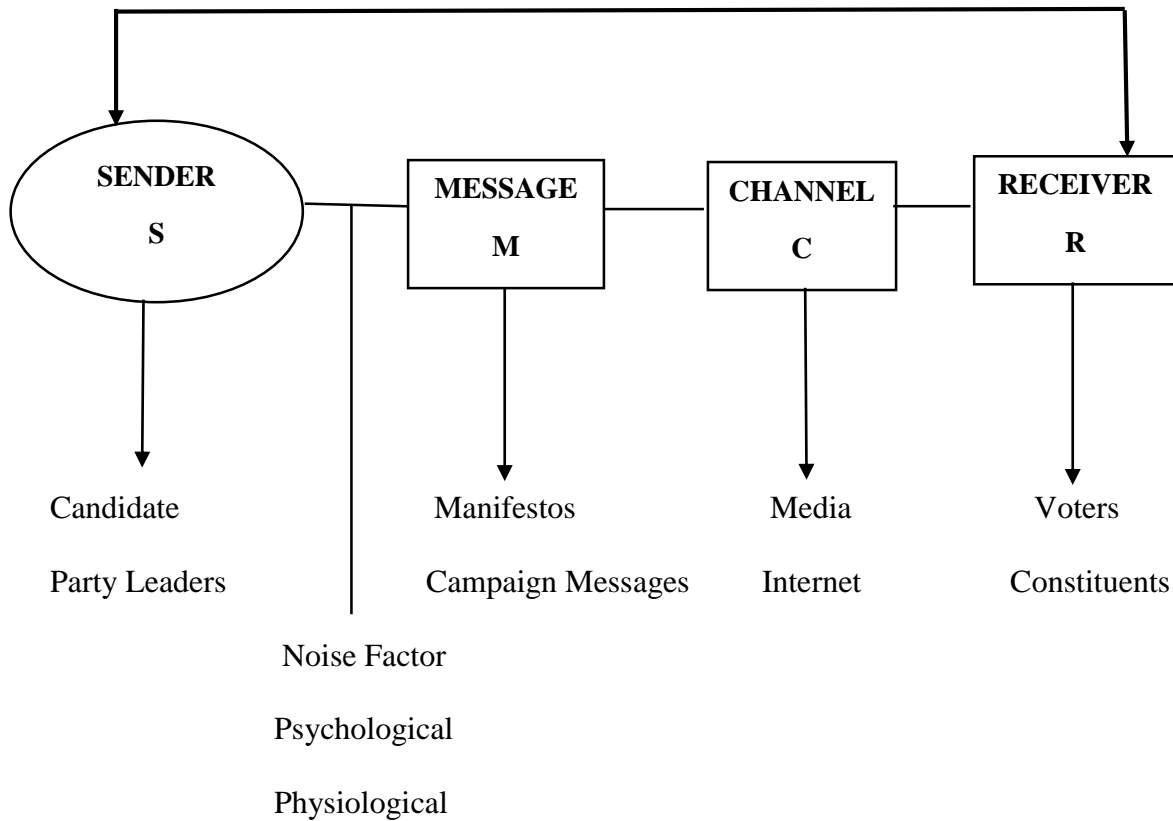 SENDER
S
MESSAGE
M
CHANNEL
C
RECEIVER
R
Candidate
Party Leaders
Manifestos
Campaign Messages
Media
Internet
Voters
Constituents
Noise Factor
Psychological
Physiological